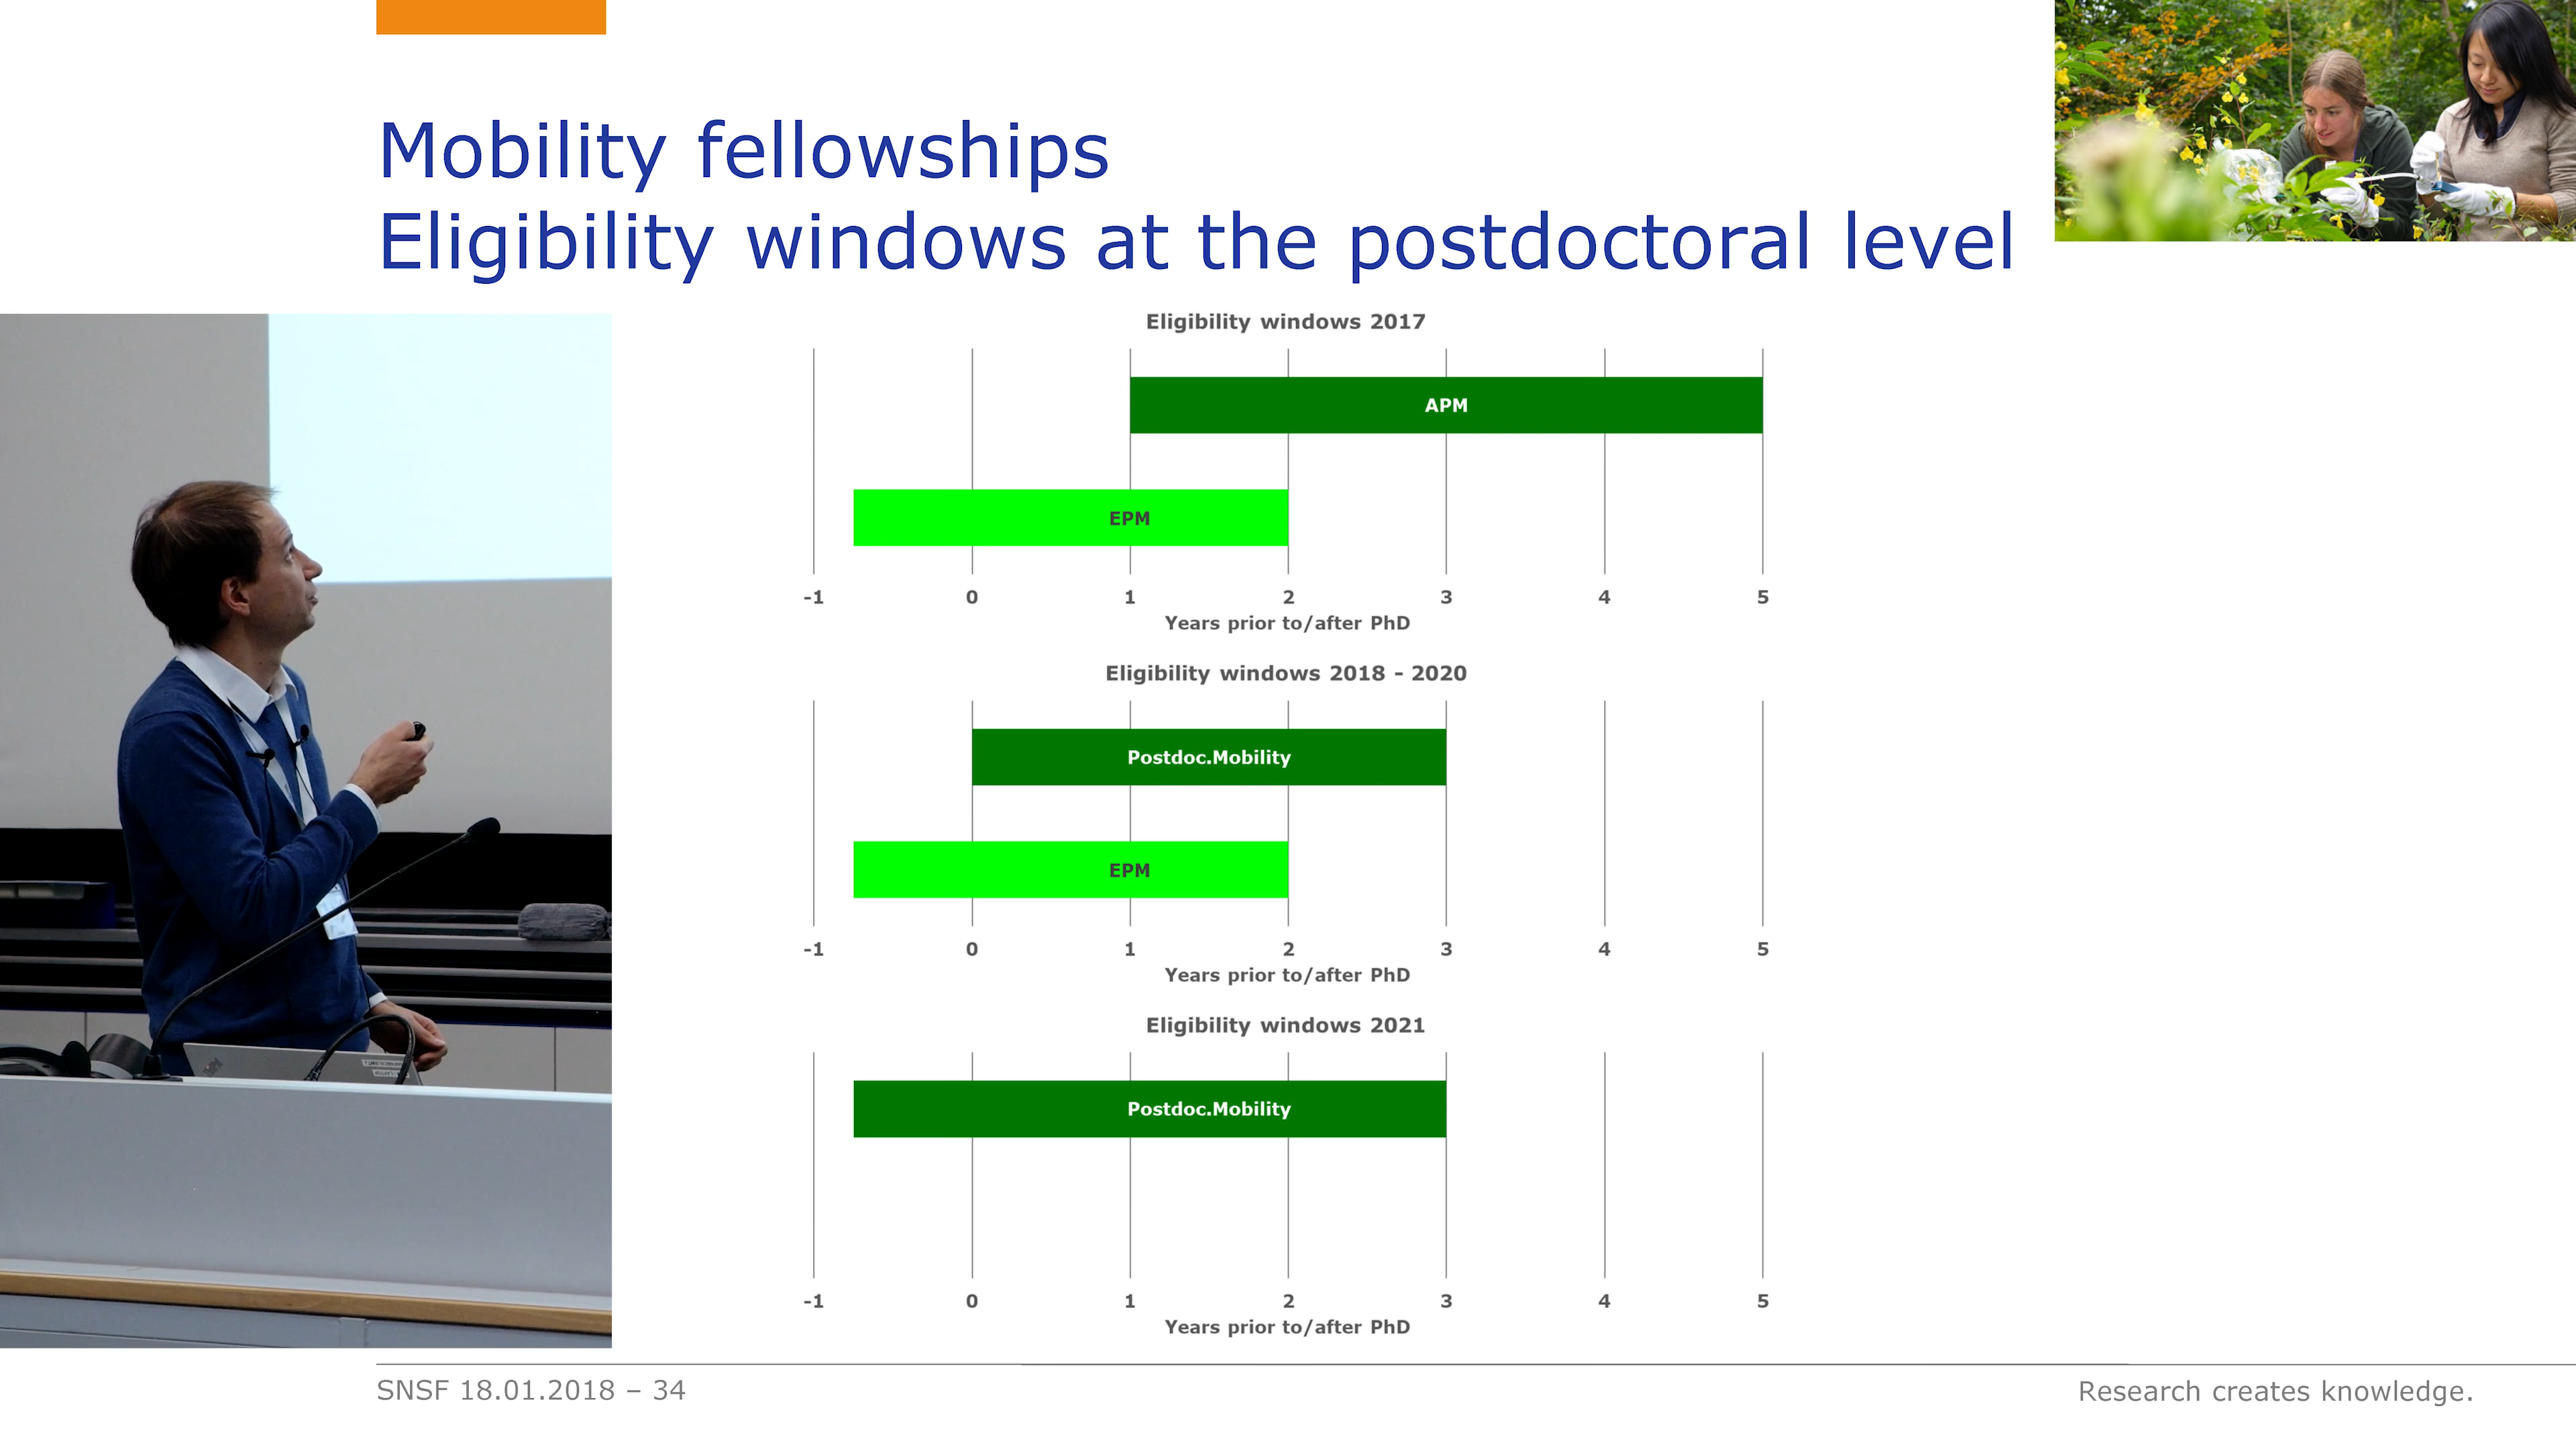 Mobility fellowships
Eligibility windows at the postdoctoral level
Eligibility windows 2017
APM
EPM
-1 0 1 2 3 4 5
Years prior to/after PhD
Eligibility windows 2018 - 2020
Postdoc.Mobility
EPM
-1 0 1 2 3 4 5
Years prior to/after PhD
Eligibility windows 2021
Postdoc.Mobility
-1 0 1 2 3 4 5
Years prior to/after PhD
SNSF 18.01.2018 – 34
Research creates knowledge.